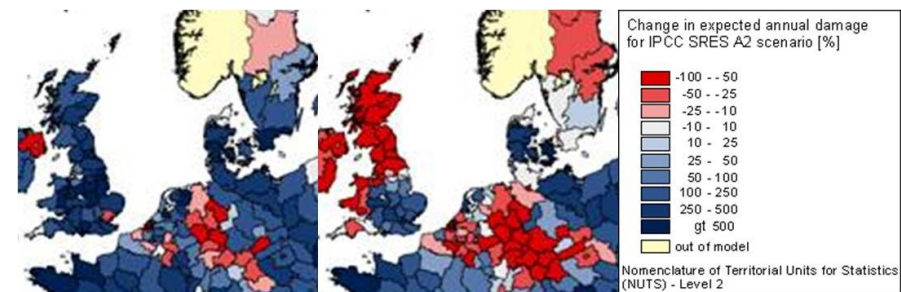 Change in expected annual damage
for IPCC SRES A2 scenario [%]
-100 - -50
-50 - -25
-25 - -10
-10 - 10
10 - 25
25 - 50
50 - 100
100 - 250
250 - 500
gt 500
out of model
Nomenclature of Territorial Units for Statistics
(NUTS) - Level 2